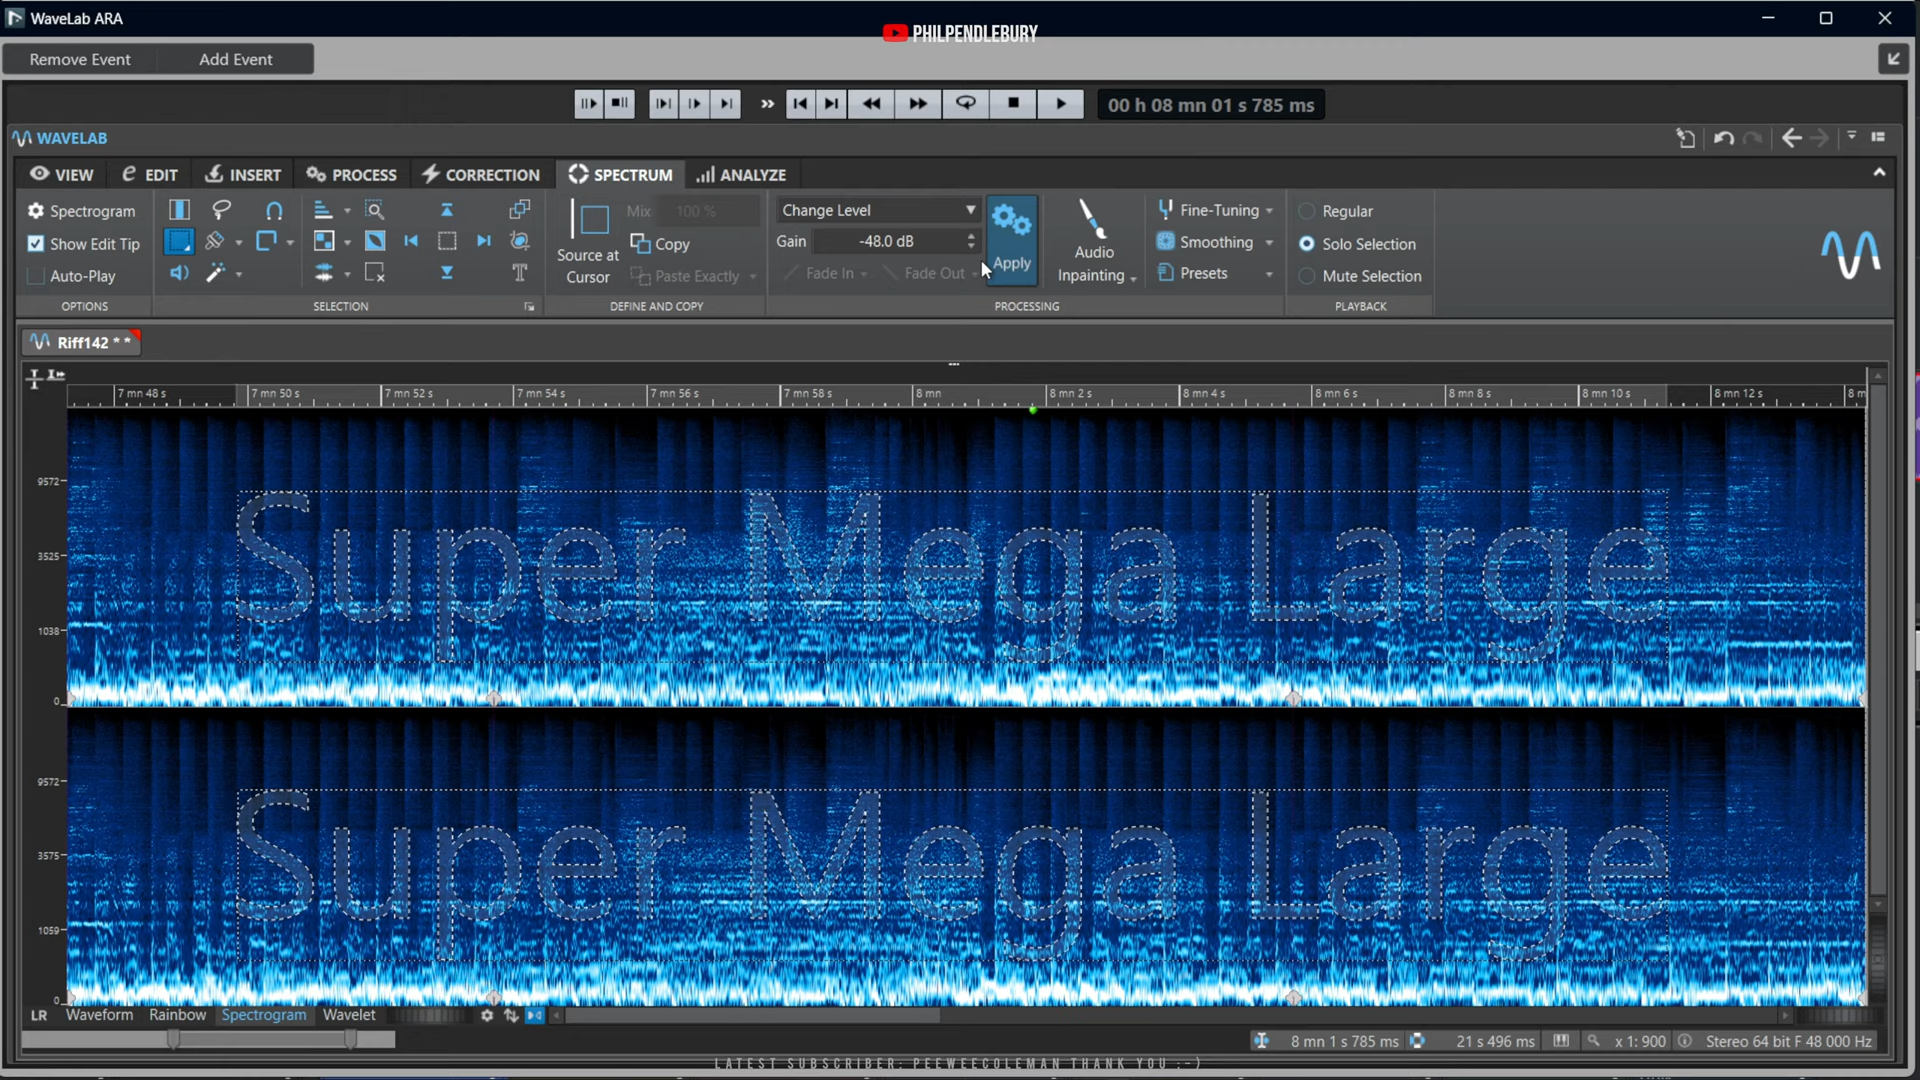 WaveLab ARA
PHILPENDLEBURY
Remove Event Add Event
00 h 08 mn 01 s 785 ms
WAVELAB
VIEW EDIT INSERT PROCESS CORRECTION SPECTRUM ANALYZE
Spectrogram
Show Edit Tip
Auto-Play
OPTIONS
SELECTION
Source at Cursor
Mix 100 %
Copy
Paste Exactly
DEFINE AND COPY
Change Level
Gain -48.0 dB
Fade In Fade Out
Apply
Audio Inpainting
Fine-Tuning
Smoothing
Presets
PROCESSING
Regular
Solo Selection
Mute Selection
PLAYBACK
Riff142 * *
7 mn 48 s 7 mn 50 s 7 mn 52 s 7 mn 54 s 7 mn 56 s 7 mn 58 s 8 mn 8 mn 2 s 8 mn 4 s 8 mn 6 s 8 mn 8 s 8 mn 10 s 8 mn 12 s 8 m
9572
3525
1038
0
Super Mega Large
9572
3575
1059
0
Super Mega Large
LR Waveform Rainbow Spectrogram Wavelet
8 mn 1 s 785 ms 21 s 496 ms x 1: 900 Stereo 64 bit F 48 000 Hz
LATEST SUBSCRIBER: PEEWEECOLEMAN THANK YOU :-)